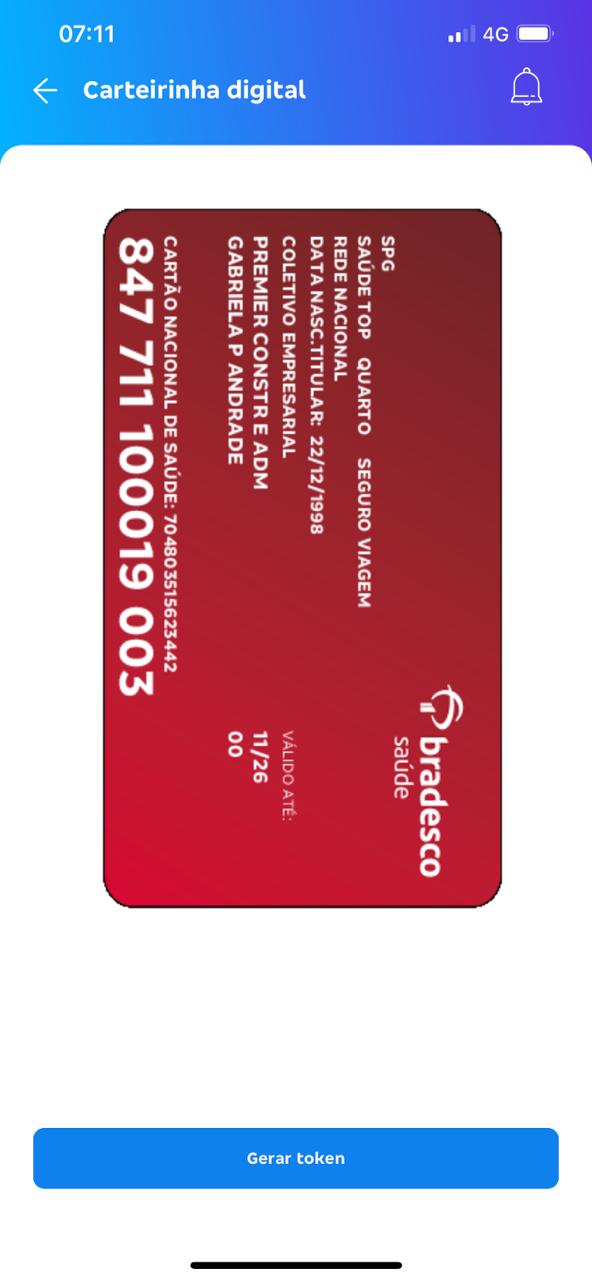 07:11
4G
Carteirinha digital
bradesco
saúde
SPG
SAÚDE TOP QUARTO SEGURO VIAGEM
REDE NACIONAL
DATA NASC.TITULAR: 22/12/1998
COLETIVO EMPRESARIAL
VÁLIDO ATÉ:
PREMIER CONSTR E ADM
11/26
GABRIELA P ANDRADE
00
CARTÃO NACIONAL DE SAÚDE: 704803515623442
847 711 100019 003
Gerar token